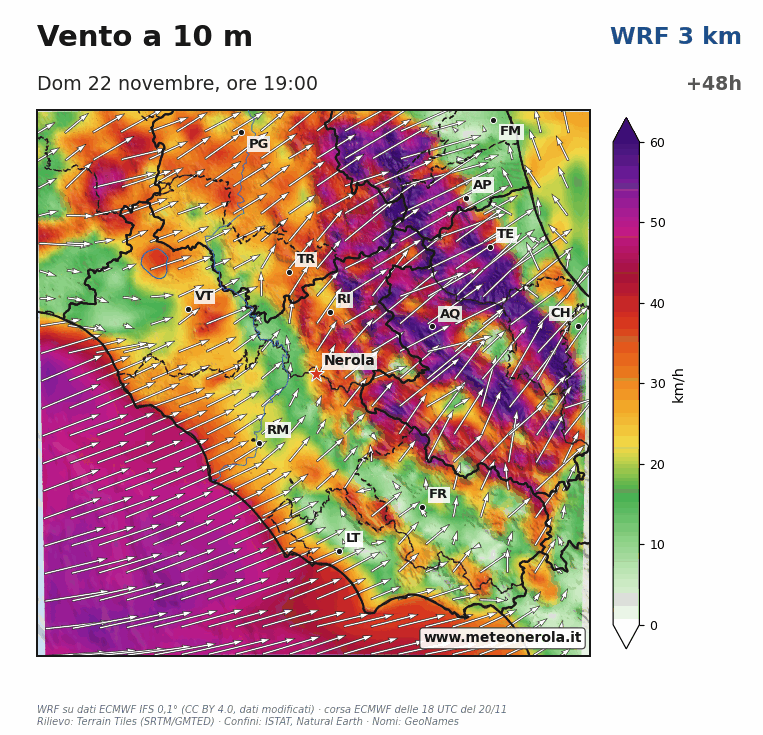 Vento a 10 m
WRF 3 km
Dom 22 novembre, ore 19:00
+48h
PG
FM
AP
TE
TR
VT
RI
AQ
CH
Nerola
RM
FR
LT
www.meteonerola.it
60
50
40
30
20
10
0
km/h
WRF su dati ECMWF IFS 0,1° (CC BY 4.0, dati modificati) · corsa ECMWF delle 18 UTC del 20/11
Rilievo: Terrain Tiles (SRTM/GMTED) · Confini: ISTAT, Natural Earth · Nomi: GeoNames